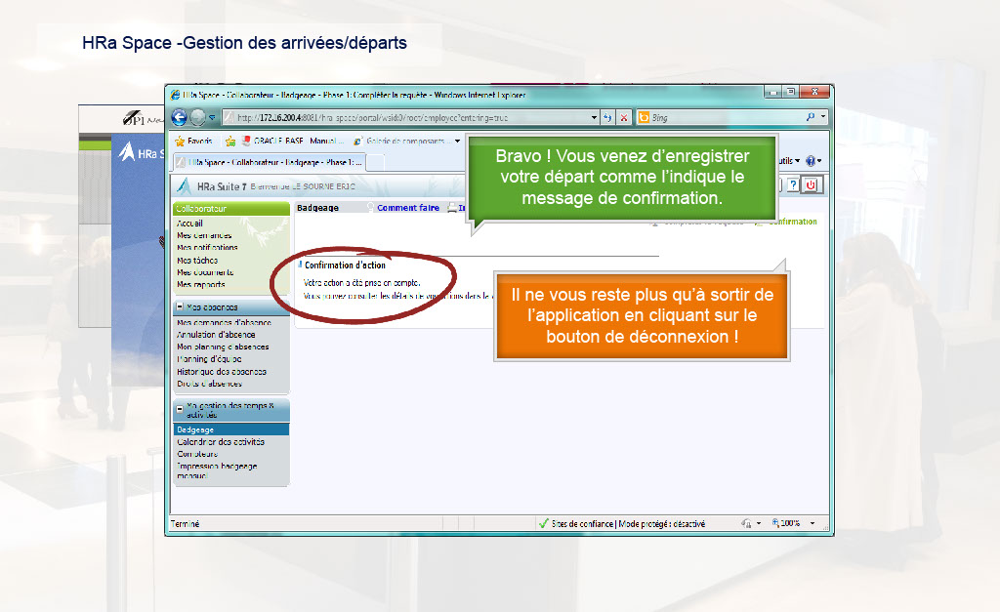 HRa Space -Gestion des arrivées/départs
HRa Space - Collaborateur - Badgeage - Phase 1: Compléter la requête - Windows Internet Explorer
http://172.16.200.4:8081/hra-space/portal/wsid:0/root/employee?entering=true
Bing
Favoris
ORACLE BASE
Manual...
Galerie de composants...
HRa Space - Collaborateur - Badgeage - Phase 1:...
utils
HRa S
HRa Suite 7 Bienvenue LE SOURNE ERIC
Bravo ! Vous venez d’enregistrer
votre départ comme l’indique le
message de confirmation.
Collaborateur
Accueil
Mes demandes
Mes notifications
Mes tâches
Mes documents
Mes rapports
Badgeage
Comment faire
Confirmation
Confirmation d'action
Votre action a été prise en compte.
Vous pouvez consulter les détails de vos actions dans la
Il ne vous reste plus qu’à sortir de
l’application en cliquant sur le
bouton de déconnexion !
Mes absences
Mes demandes d'absence
Annulation d'absence
Mon planning d'absences
Planning d'équipe
Historique des absences
Droits d'absences
Ma gestion des temps &
activités
Badgeage
Calendrier des activités
Compteurs
Impression badgeage
mensuel
Terminé
Sites de confiance | Mode protégé : désactivé
100%